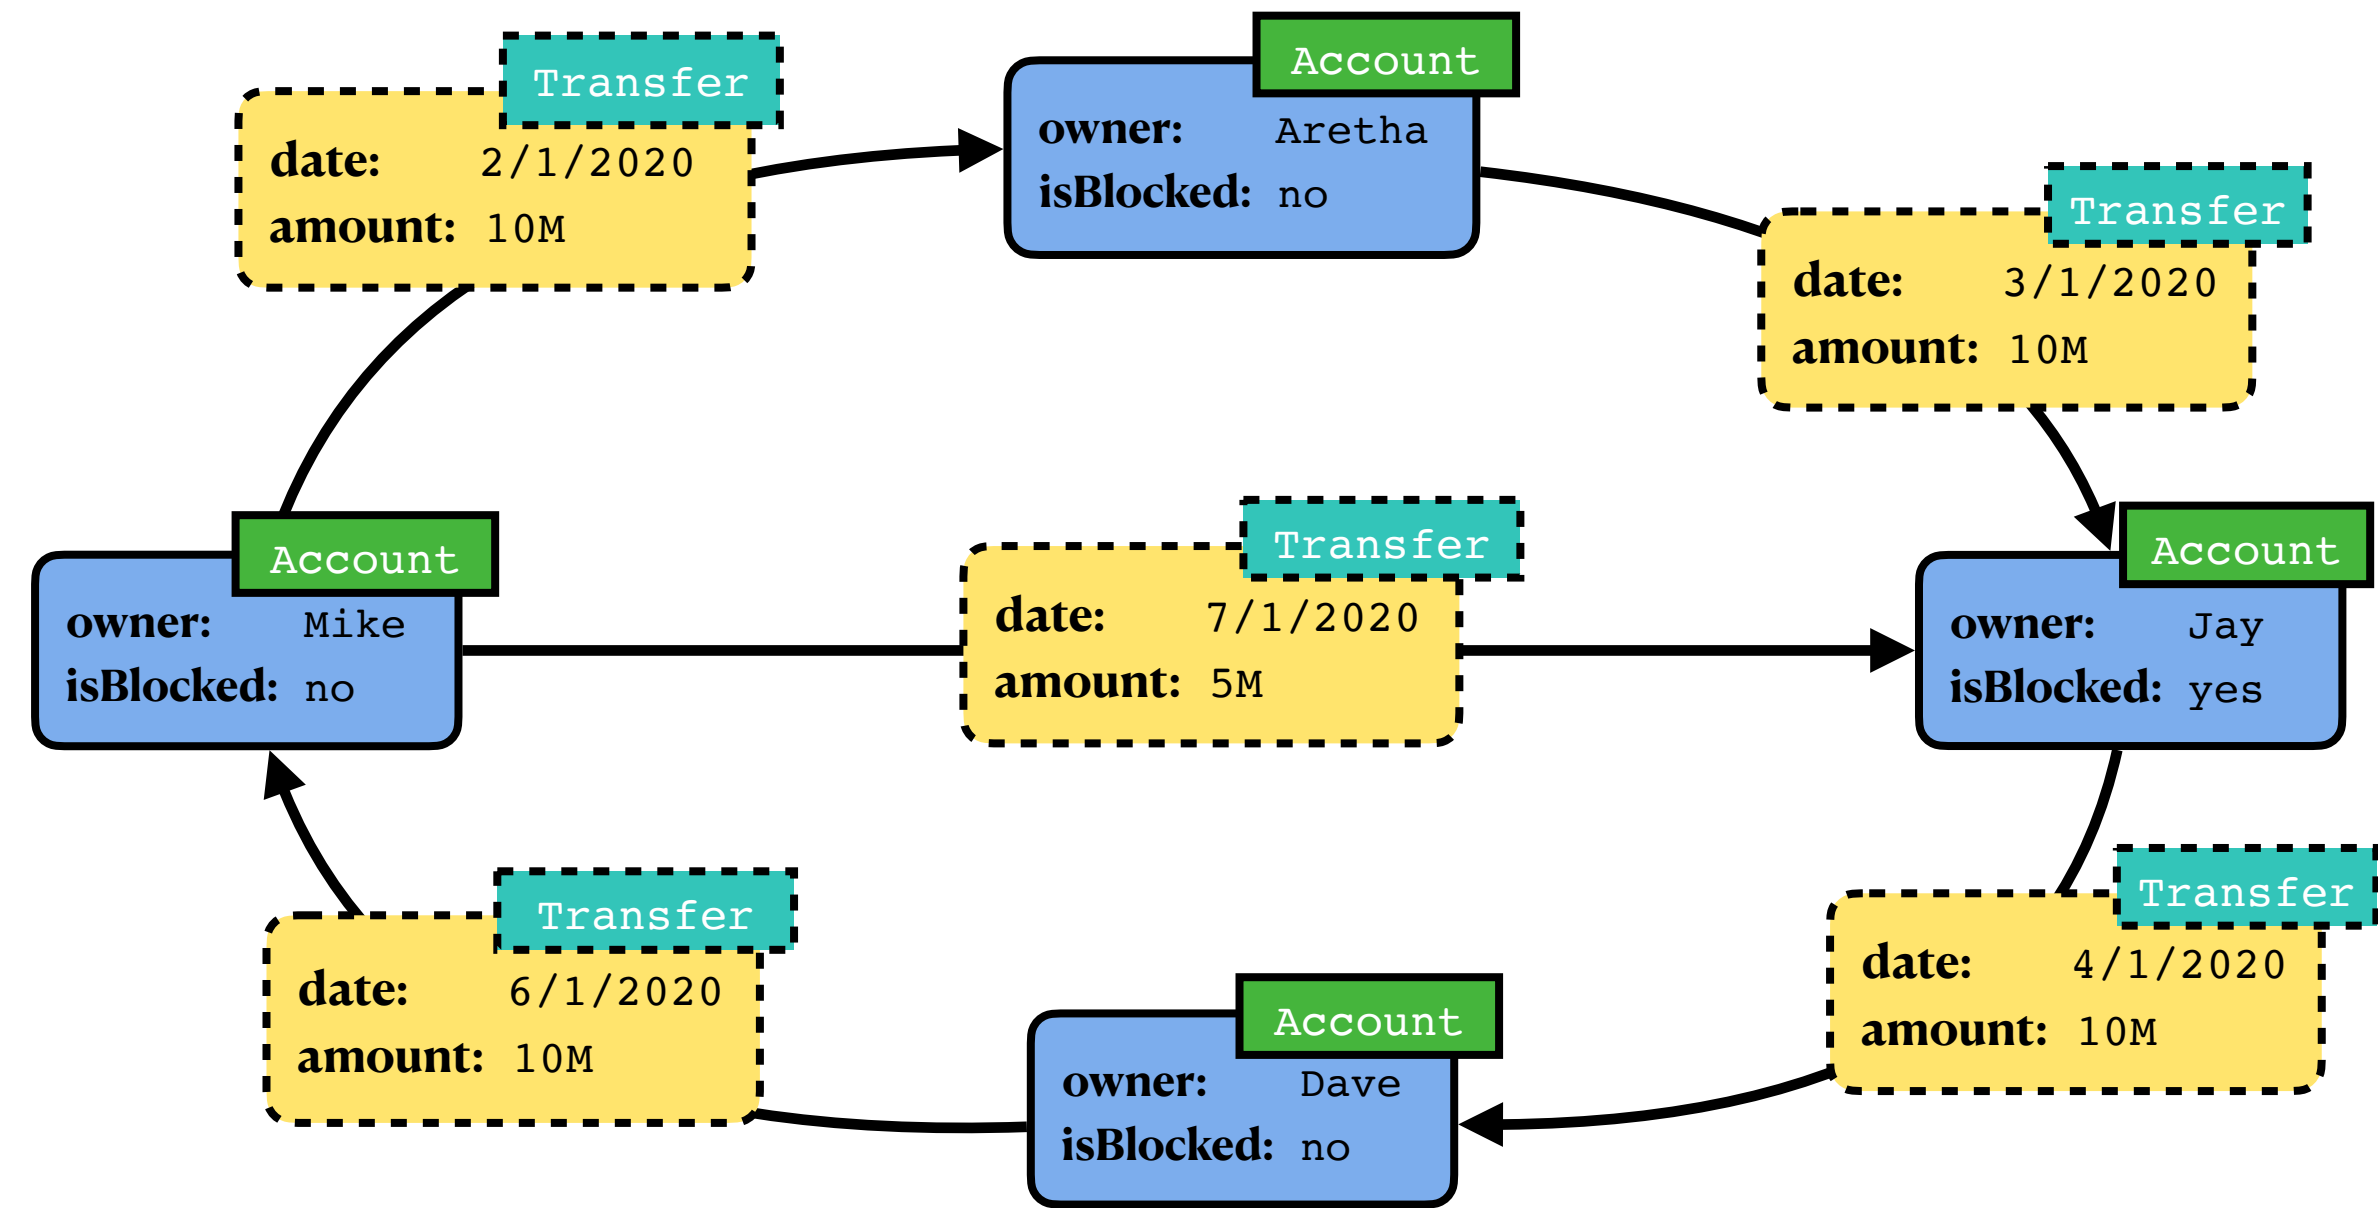 Transfer
date: 2/1/2020
amount: 10M
Account
owner: Aretha
isBlocked: no
Transfer
date: 3/1/2020
amount: 10M
Account
owner: Mike
isBlocked: no
Transfer
date: 7/1/2020
amount: 5M
Account
owner: Jay
isBlocked: yes
Transfer
date: 6/1/2020
amount: 10M
Account
owner: Dave
isBlocked: no
Transfer
date: 4/1/2020
amount: 10M